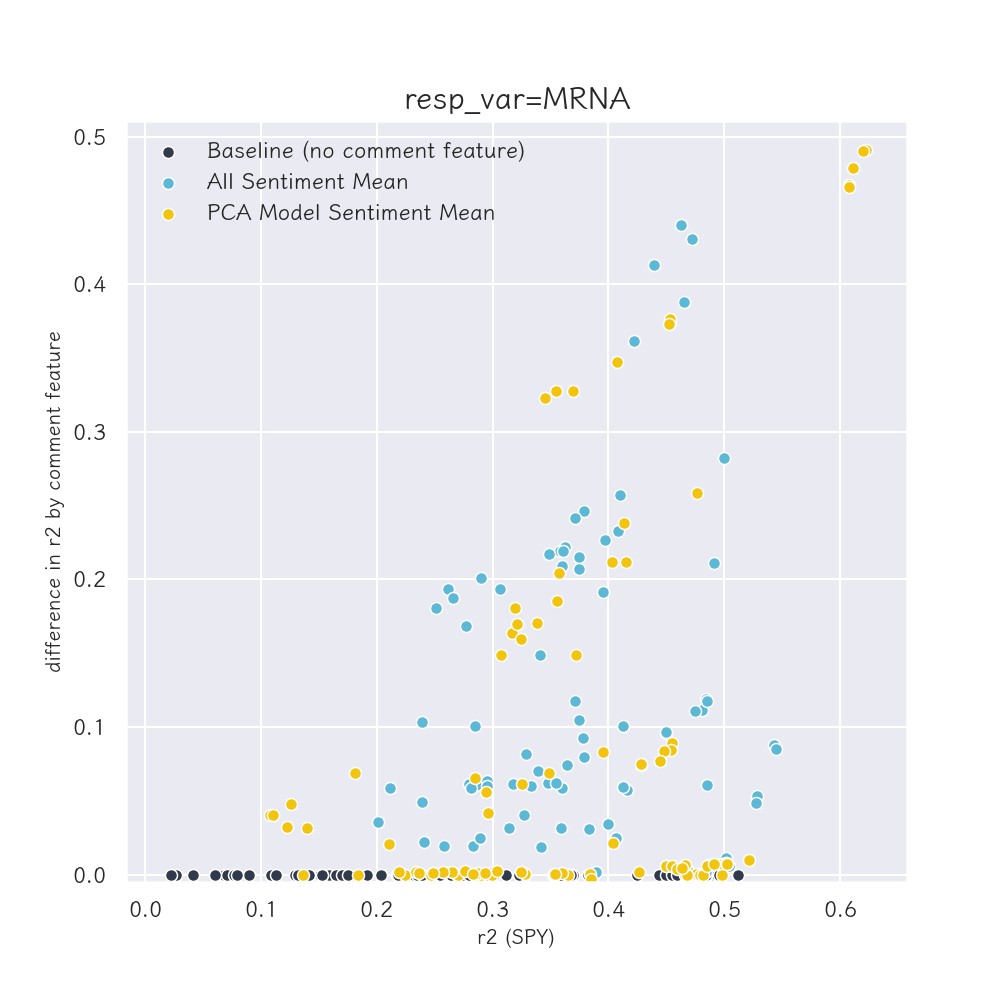 resp_var=MRNA
Baseline (no comment feature)
All Sentiment Mean
PCA Model Sentiment Mean
difference in r2 by comment feature
0.5
0.4
0.3
0.2
0.1
0.0
0.0 0.1 0.2 0.3 0.4 0.5 0.6
r2 (SPY)